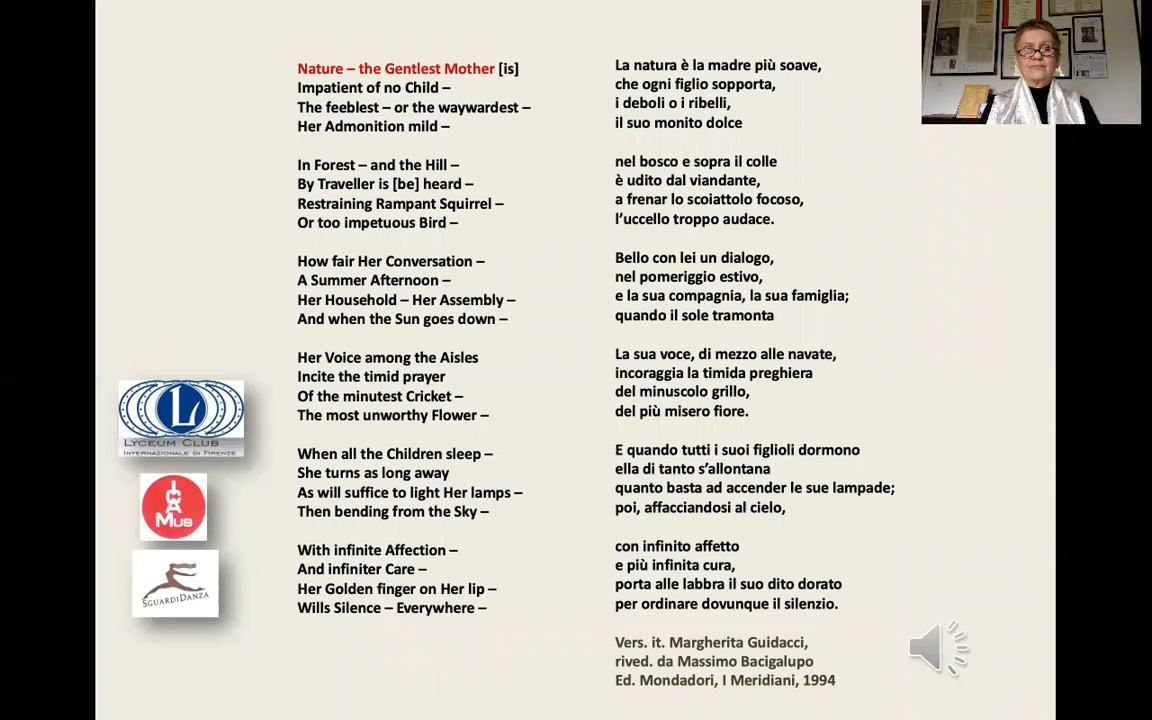 Nature – the Gentlest Mother [is]
Impatient of no Child –
The feeblest – or the waywardest –
Her Admonition mild –
In Forest – and the Hill –
By Traveller is [be] heard –
Restraining Rampant Squirrel –
Or too impetuous Bird –
How fair Her Conversation –
A Summer Afternoon –
Her Household – Her Assembly –
And when the Sun goes down –
Her Voice among the Aisles
Incite the timid prayer
Of the minutest Cricket –
The most unworthy Flower –
When all the Children sleep –
She turns as long away
As will suffice to light Her lamps –
Then bending from the Sky –
With infinite Affection –
And infiniter Care –
Her Golden finger on Her lip –
Wills Silence – Everywhere –
La natura è la madre più soave,
che ogni figlio sopporta,
i deboli o i ribelli,
il suo monito dolce
nel bosco e sopra il colle
è udito dal viandante,
a frenar lo scoiattolo focoso,
l’uccello troppo audace.
Bello con lei un dialogo,
nel pomeriggio estivo,
e la sua compagnia, la sua famiglia;
quando il sole tramonta
La sua voce, di mezzo alle navate,
incoraggia la timida preghiera
del minuscolo grillo,
del più misero fiore.
E quando tutti i suoi figlioli dormono
ella di tanto s’allontana
quanto basta ad accender le sue lampade;
poi, affacciandosi al cielo,
con infinito affetto
e più infinita cura,
porta alle labbra il suo dito dorato
per ordinare dovunque il silenzio.
Vers. it. Margherita Guidacci,
rived. da Massimo Bacigalupo
Ed. Mondadori, I Meridiani, 1994
L
LYCEUM CLUB
INTERNAZIONALE DI FIRENZE
I
C
A
MUS
SGUARDIDANZA